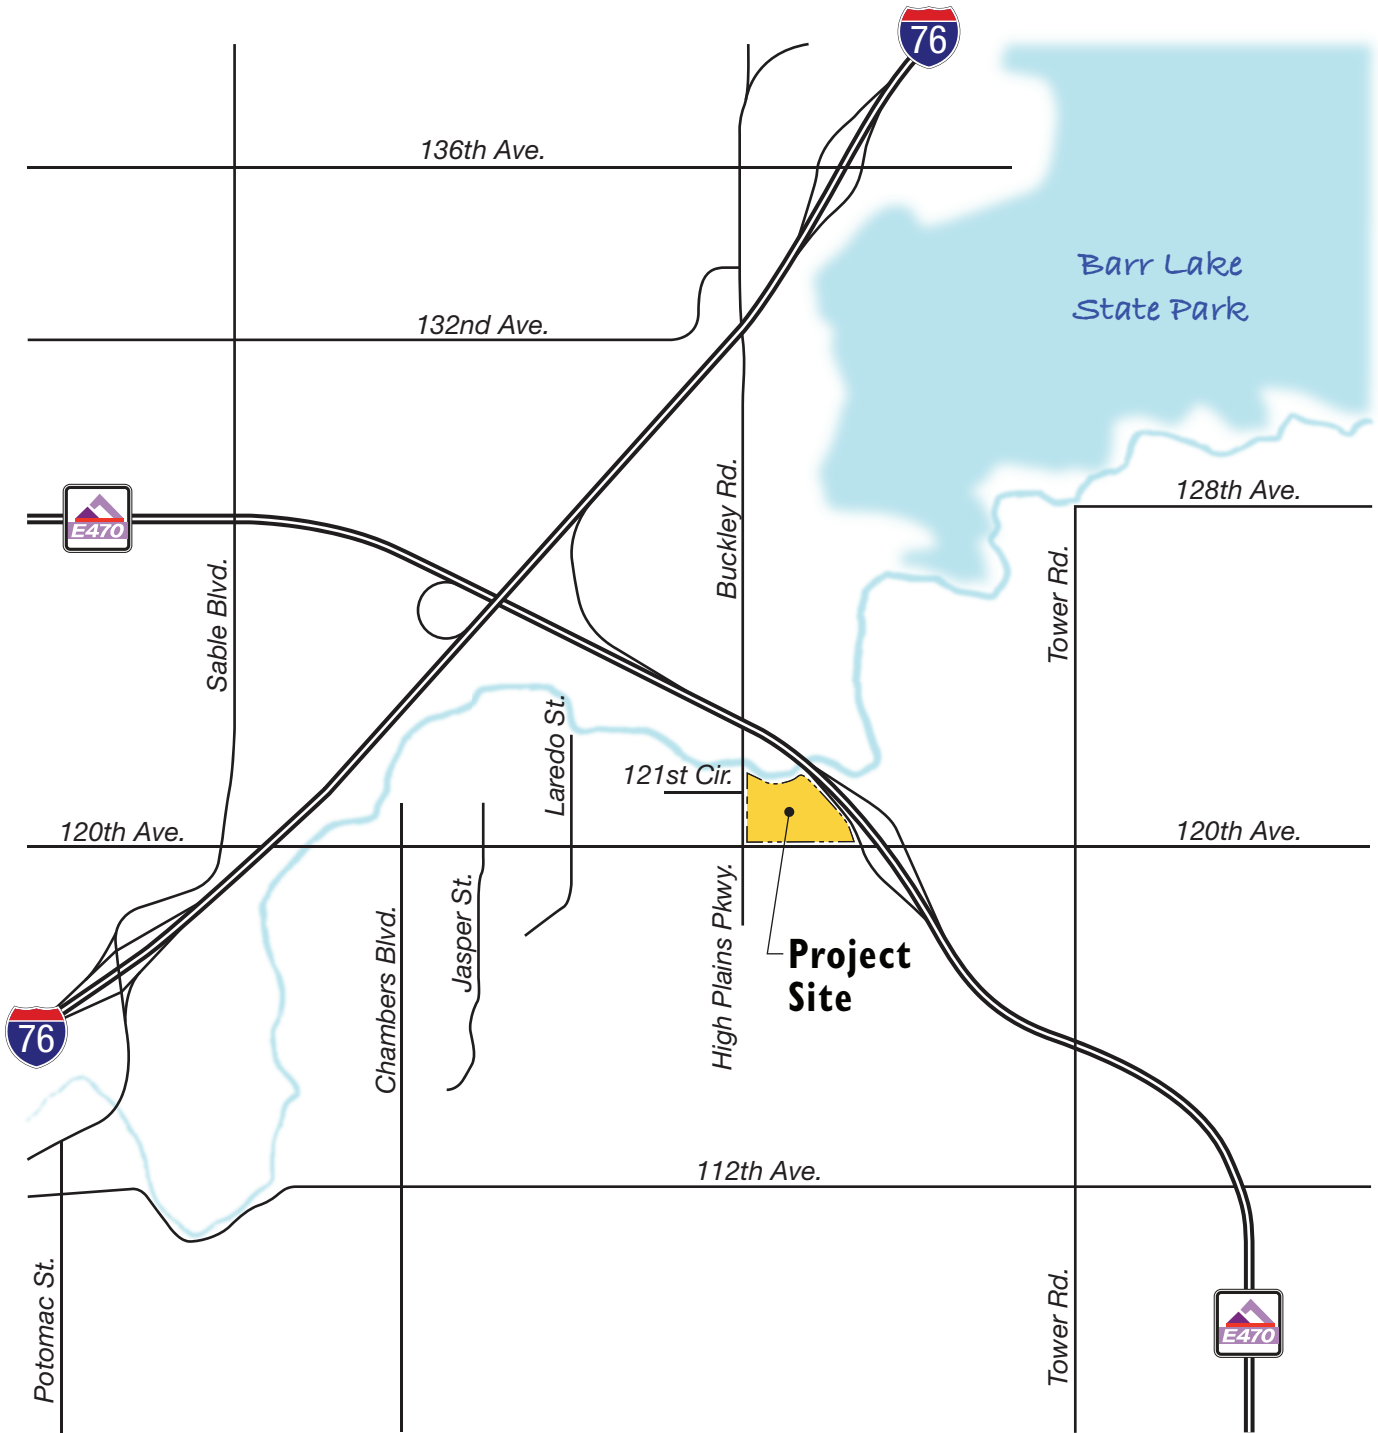 76
136th Ave.
Barr Lake
State Park
132nd Ave.
Buckley Rd.
128th Ave.
E470
Sable Blvd.
Tower Rd.
Laredo St.
121st Cir.
120th Ave.
120th Ave.
Jasper St.
High Plains Pkwy.
Chambers Blvd.
Project
Site
76
112th Ave.
Potomac St.
Tower Rd.
E470